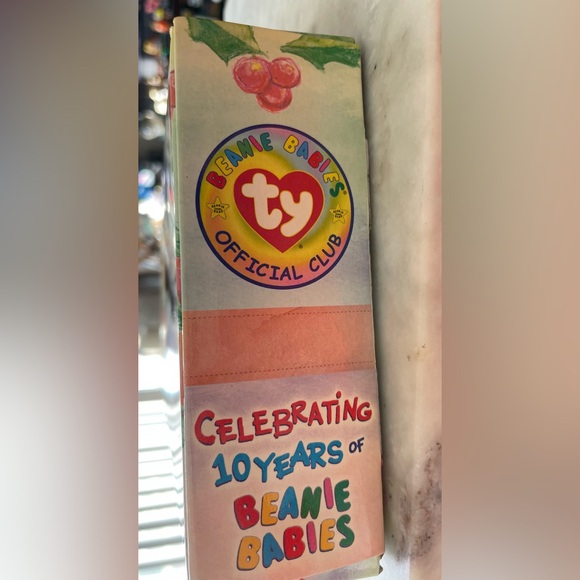 BEANIE BABIES®
ty®
OFFICIAL CLUB
CELEBRATING
10 YEARS OF
BEANIE
BABIES